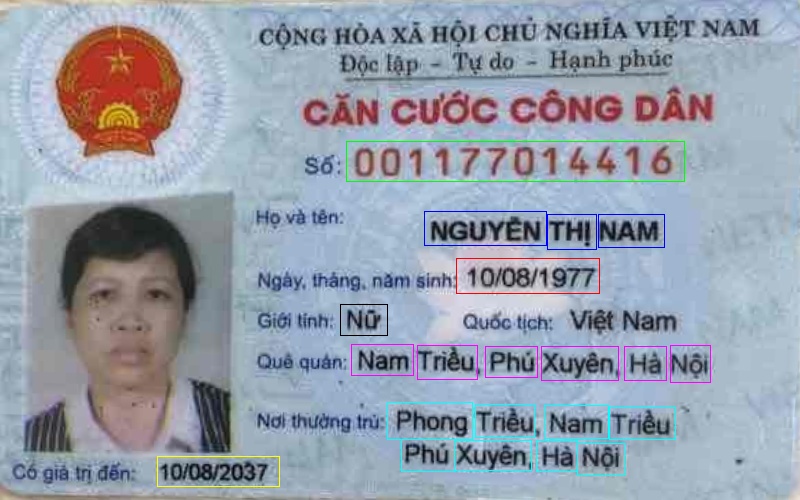 CỘNG HÒA XÃ HỘI CHỦ NGHĨA VIỆT NAM
Độc lập - Tự do - Hạnh phúc
CĂN CƯỚC CÔNG DÂN
Số: 001177014416
Họ và tên: NGUYỄN THỊ NAM
Ngày, tháng, năm sinh: 10/08/1977
Giới tính: Nữ Quốc tịch: Việt Nam
Quê quán: Nam Triều, Phú Xuyên, Hà Nội
Nơi thường trú: Phong Triều, Nam Triều
Phú Xuyên, Hà Nội
Có giá trị đến: 10/08/2037